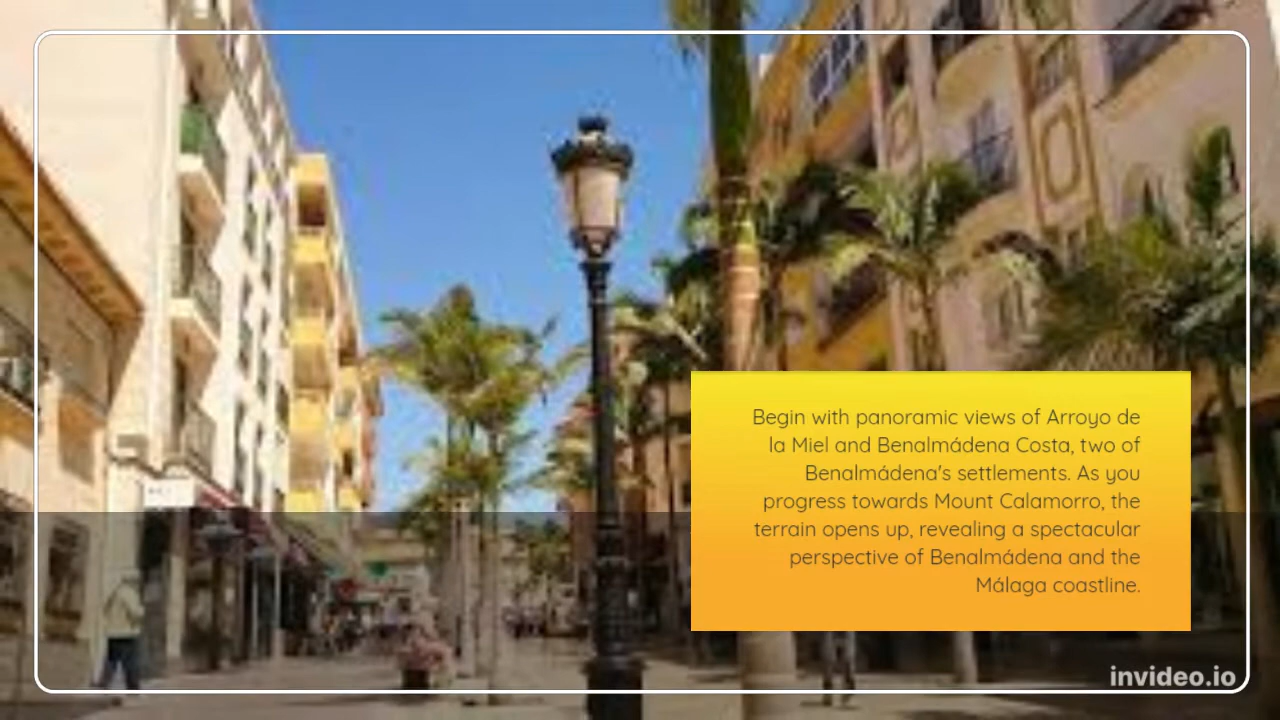 Begin with panoramic views of Arroyo de
la Miel and Benalmádena Costa, two of
Benalmádena's settlements. As you
progress towards Mount Calamorro, the
terrain opens up, revealing a spectacular
perspective of Benalmádena and the
Málaga coastline.
invideo.io